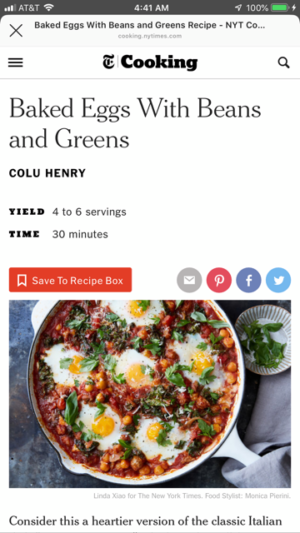 AT&T 4:41 AM 100%
Baked Eggs With Beans and Greens Recipe - NYT Co...
cooking.nytimes.com
T Cooking
Baked Eggs With Beans
and Greens
COLU HENRY
YIELD 4 to 6 servings
TIME 30 minutes
Save To Recipe Box
Linda Xiao for The New York Times. Food Stylist: Monica Pierini.
Consider this a heartier version of the classic Italian